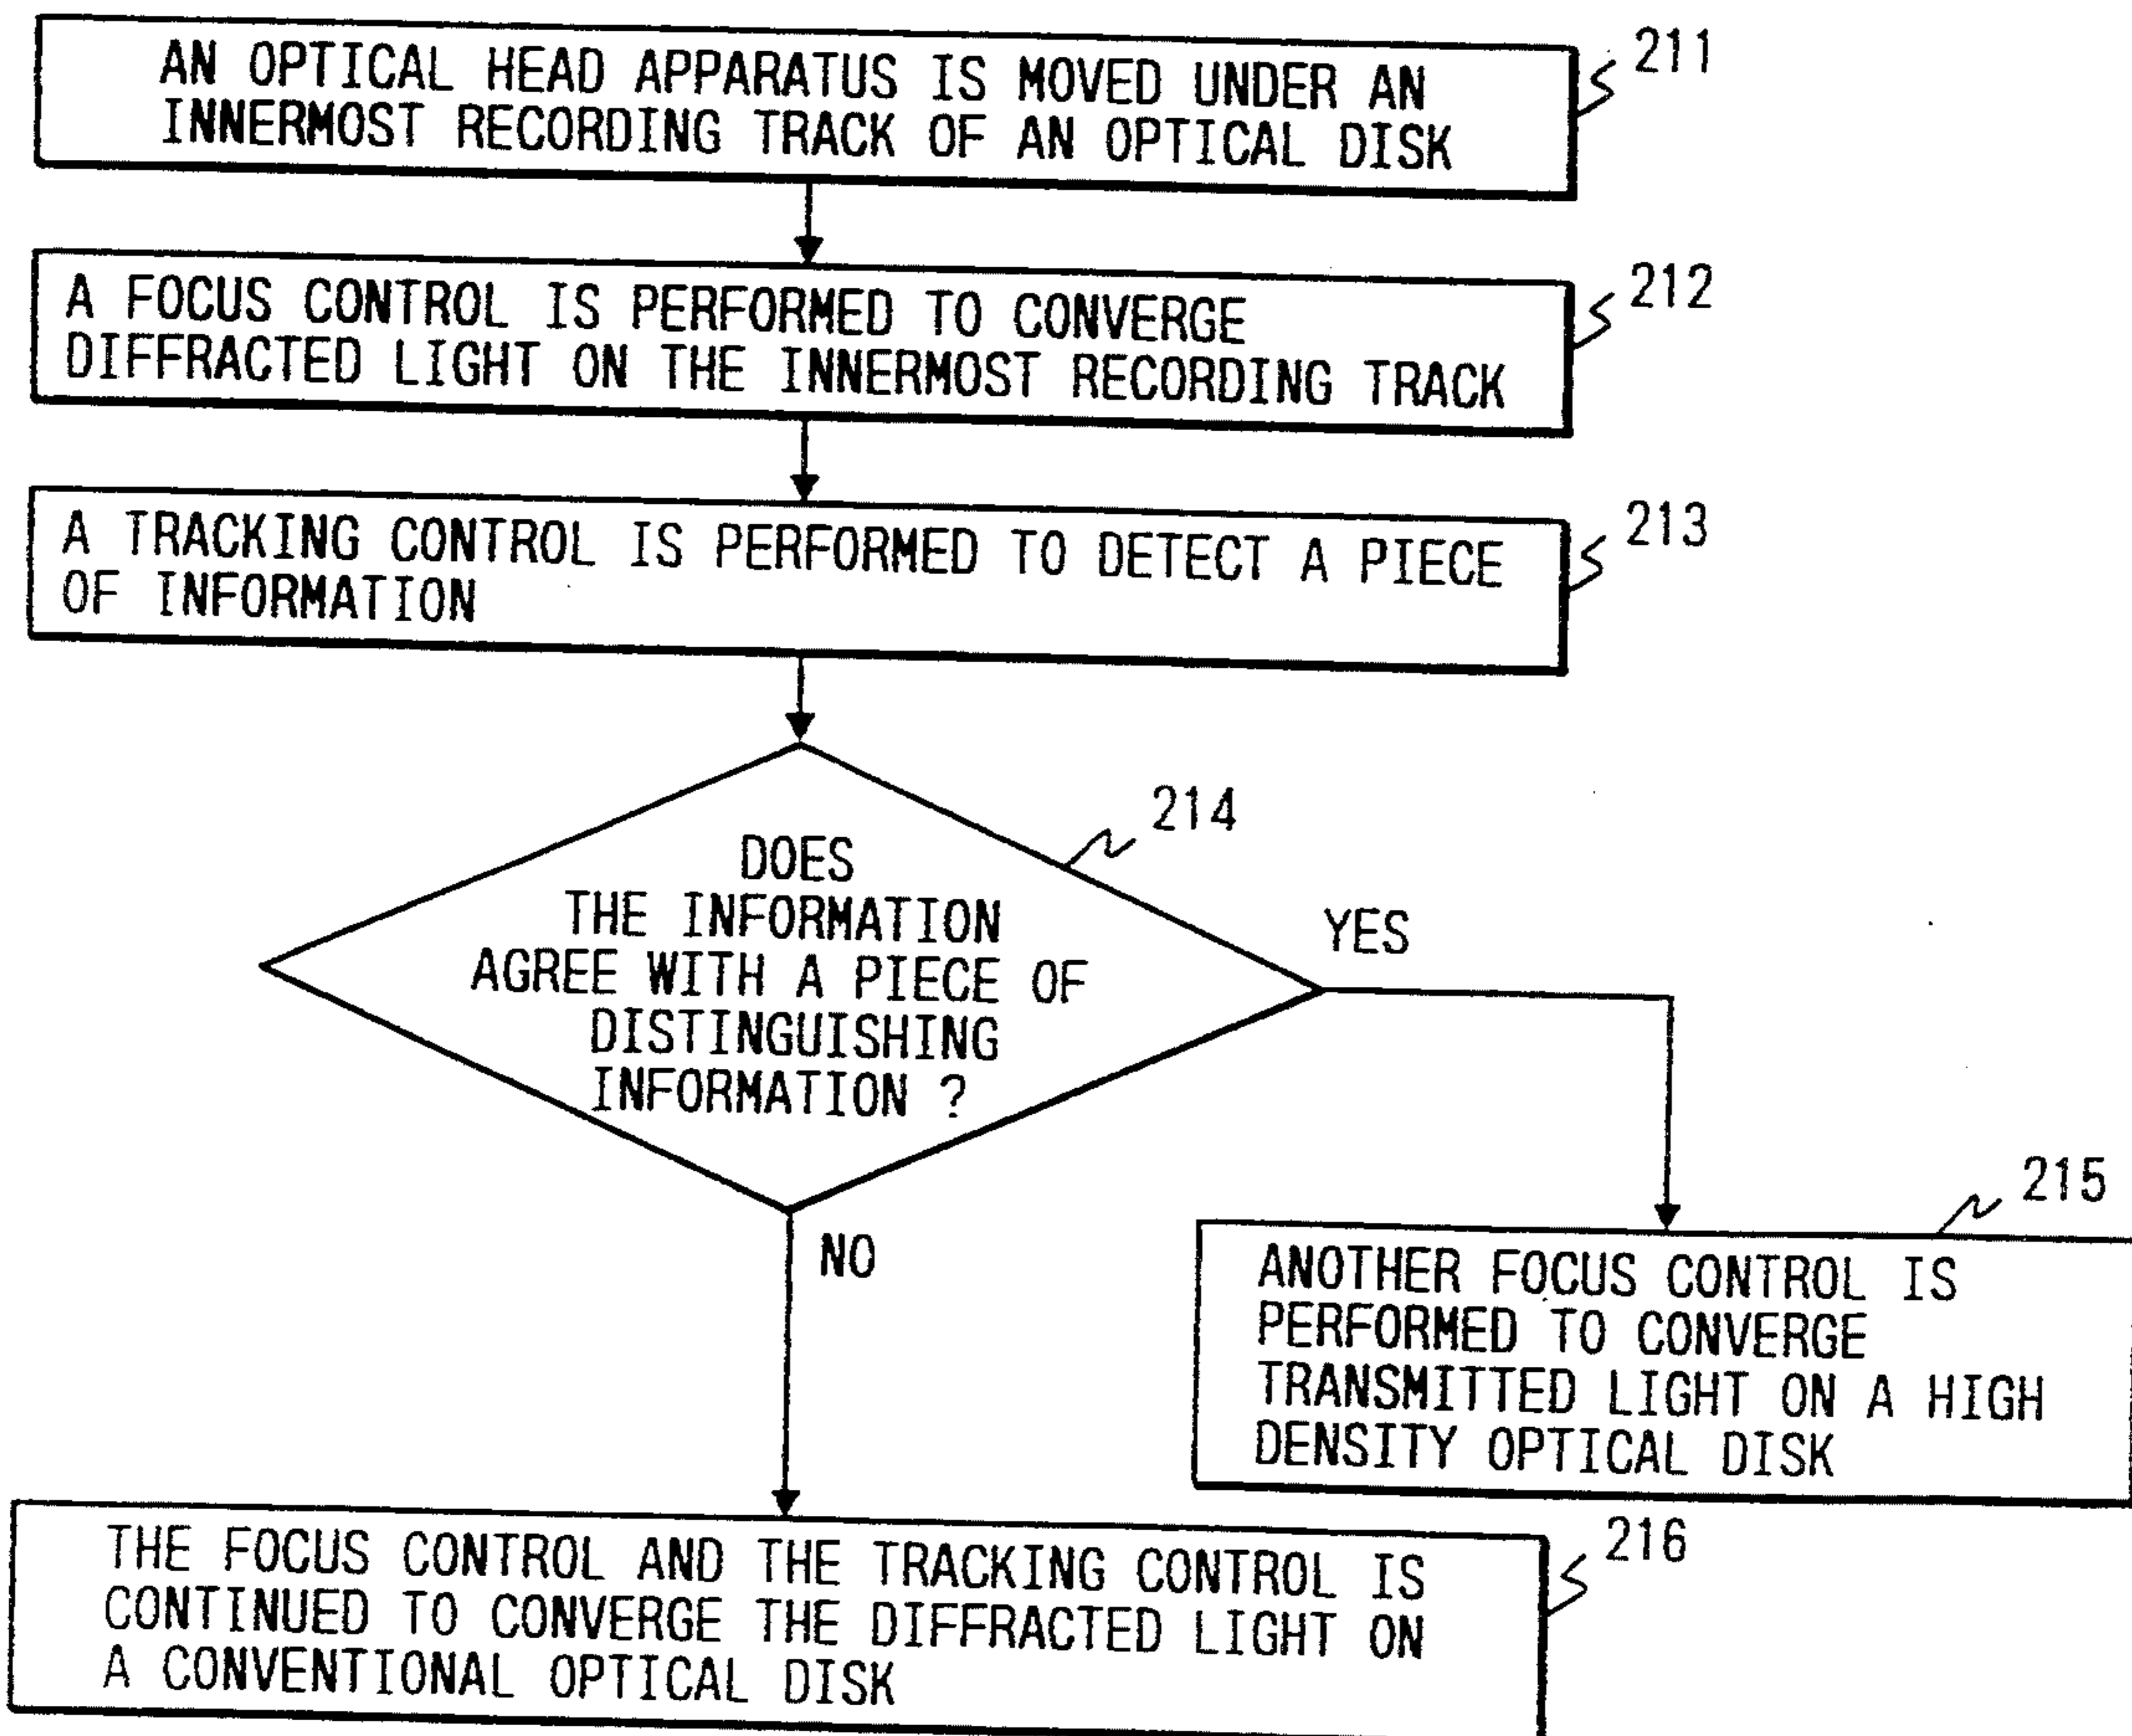 AN OPTICAL HEAD APPARATUS IS MOVED UNDER AN
INNERMOST RECORDING TRACK OF AN OPTICAL DISK
211
A FOCUS CONTROL IS PERFORMED TO CONVERGE
DIFFRACTED LIGHT ON THE INNERMOST RECORDING TRACK
212
A TRACKING CONTROL IS PERFORMED TO DETECT A PIECE
OF INFORMATION
213
214
DOES
THE INFORMATION
AGREE WITH A PIECE OF
DISTINGUISHING
INFORMATION ?
YES
NO
215
ANOTHER FOCUS CONTROL IS
PERFORMED TO CONVERGE
TRANSMITTED LIGHT ON A HIGH
DENSITY OPTICAL DISK
216
THE FOCUS CONTROL AND THE TRACKING CONTROL IS
CONTINUED TO CONVERGE THE DIFFRACTED LIGHT ON
A CONVENTIONAL OPTICAL DISK